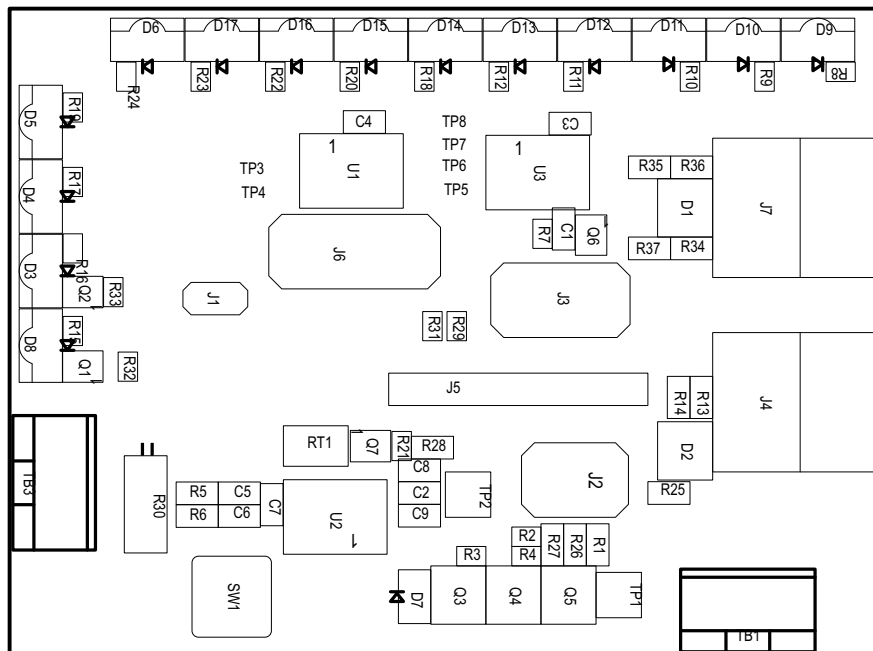 D6 D17 D16 D15 D14 D13 D12 D11 D10 D9
R24 R23 R22 R20 R18 R12 R11 R10 R9 R8
D5 R19
C4 TP8 C3
1 U1 TP7 1 U3
TP3 TP6 R35 R36
D4 R17 TP4 TP5 D1 J7
R7 C1 Q6
J6 R37 R34
D3 R16 Q2 R33 J1 J3
R31 R29
D8 R15 Q1 R32
J5 R14 R13 J4
RT1 Q7 R21 R28 D2
C8 J2
TB3 R30 R5 C5 C7 U2 1 C2 TP2 R25
R6 C6 C9
R2 R27 R26 R1
R3 R4
SW1 D7 Q3 Q4 Q5 TP1
TB1